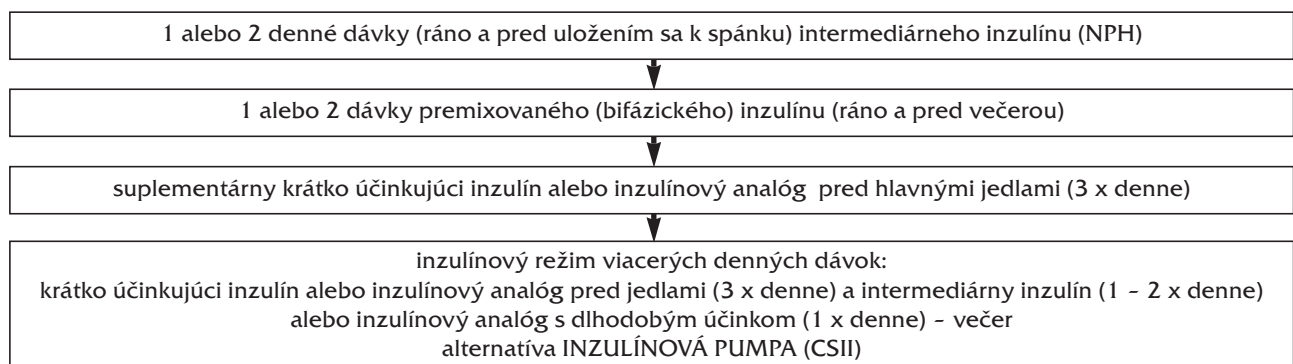 1 alebo 2 denné dávky (ráno a pred uložením sa k spánku) intermediárneho inzulínu (NPH)
1 alebo 2 dávky premixovaného (bifázického) inzulínu (ráno a pred večerou)
suplementárny krátko účinkujúci inzulín alebo inzulínový analóg pred hlavnými jedlami (3 x denne)
inzulínový režim viacerých denných dávok:
krátko účinkujúci inzulín alebo inzulínový analóg pred jedlami (3 x denne) a intermediárny inzulín (1 – 2 x denne)
alebo inzulínový analóg s dlhodobým účinkom (1 x denne) – večer
alternatíva INZULÍNOVÁ PUMPA (CSII)